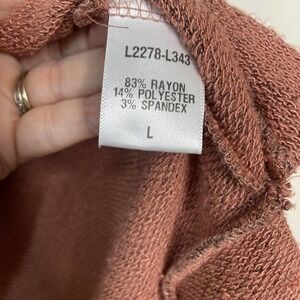 L2278-L343
83% RAYON
14% POLYESTER
3% SPANDEX
L